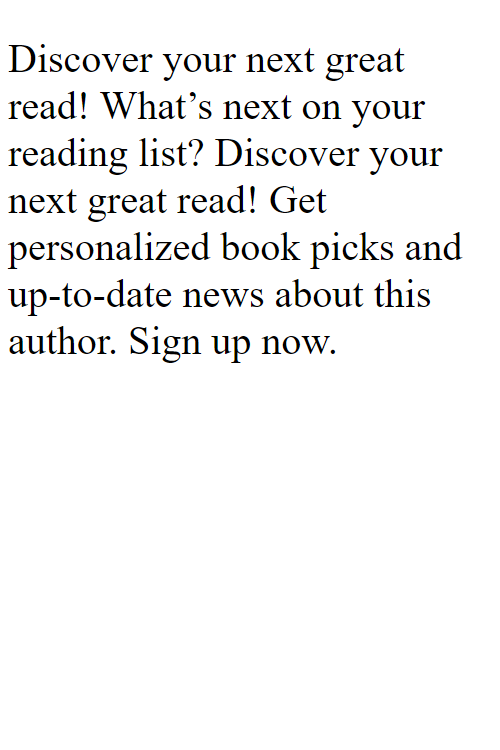 Discover your next great
read! What’s next on your
reading list? Discover your
next great read! Get
personalized book picks and
up-to-date news about this
author. Sign up now.